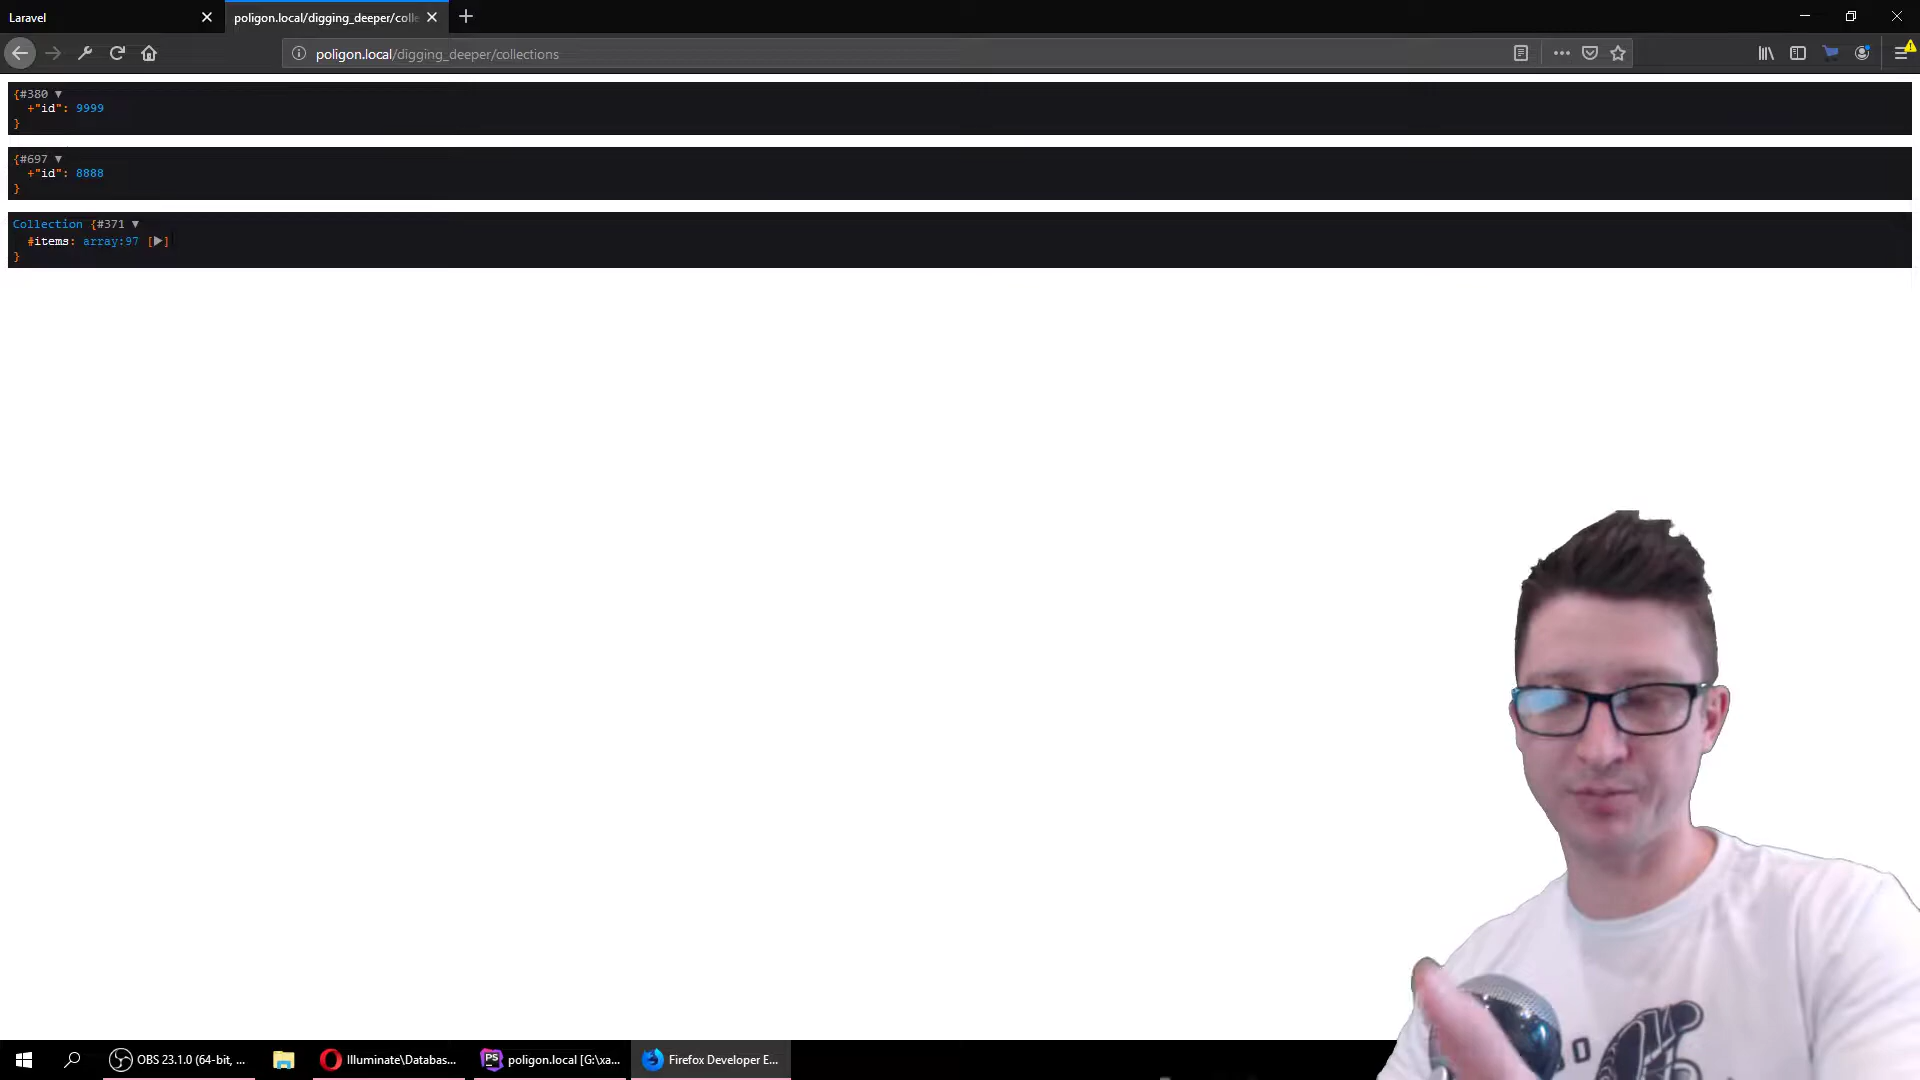 Laravel
poligon.local/digging_deeper/colle
poligon.local/digging_deeper/collections
{#380 ▼
+"id": 9999
}
{#697 ▼
+"id": 8888
}
Collection {#371 ▼
#items: array:97 [▶]
}
OBS 23.1.0 (64-bit, ...
Illuminate\Databas...
PS
poligon.local [G:\xa...
Firefox Developer E...